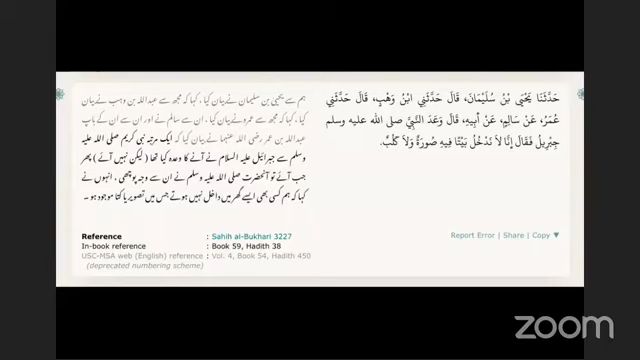 حَدَّثَنَا يَحْيَى بْنُ سُلَيْمَانَ، قَالَ حَدَّثَنِي ابْنُ وَهْبٍ، قَالَ حَدَّثَنِي
عُمَرُ، عَنْ سَالِمٍ، عَنْ أَبِيهِ، قَالَ وَعَدَ النَّبِيَّ صلى الله عليه وسلم
جِبْرِيلُ فَقَالَ إِنَّا لاَ نَدْخُلُ بَيْتًا فِيهِ صُورَةٌ وَلاَ كَلْبٌ‏.‏
ہم سے یحییٰ بن سلیمان نے بیان کیا ، کہا کہ مجھ سے عبداللہ بن وہب نے بیان
کیا ، کہا کہ مجھ سے عمرو نے بیان کیا ، ان سے سالم نے اور ان سے ان کے باپ
عبداللہ بن عمر رضی اللہ عنہما نے بیان کیا کہ ایک مرتبہ نبی کریم صلی اللہ علیہ
وسلم سے جبرائیل علیہ السلام نے آنے کا وعدہ کیا تھا ( لیکن نہیں آئے ) پھر
جب آئے تو آنحضرت صلی اللہ علیہ وسلم نے ان سے وجہ پوچھی ، انہوں نے
کہا کہ ہم کسی بھی ایسے گھر میں داخل نہیں ہوتے جس میں تصویر یا کتا موجود ہو ۔
Reference : Sahih al-Bukhari 3227
In-book reference : Book 59, Hadith 38
USC-MSA web (English) reference : Vol. 4, Book 54, Hadith 450
(deprecated numbering scheme)
Report Error | Share | Copy ▼
zoom